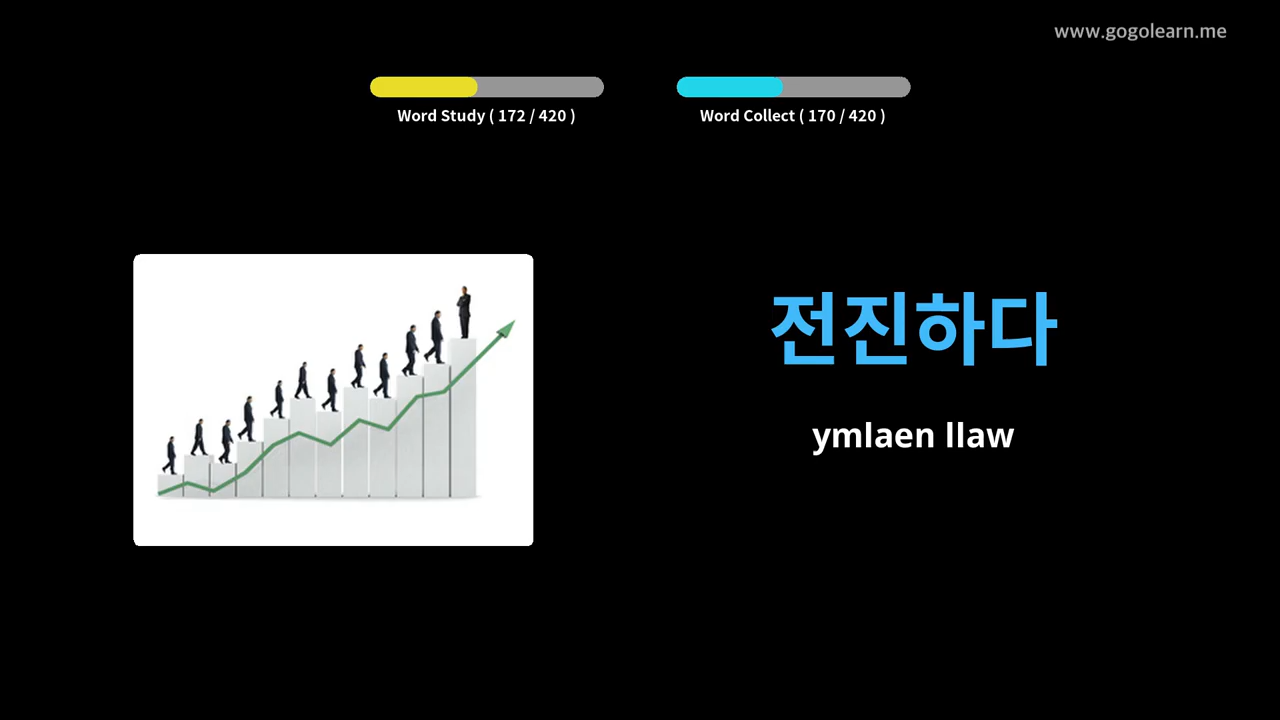 www.gogolearn.me
Word Study ( 172 / 420 )
Word Collect ( 170 / 420 )
전진하다
ymlaen llaw